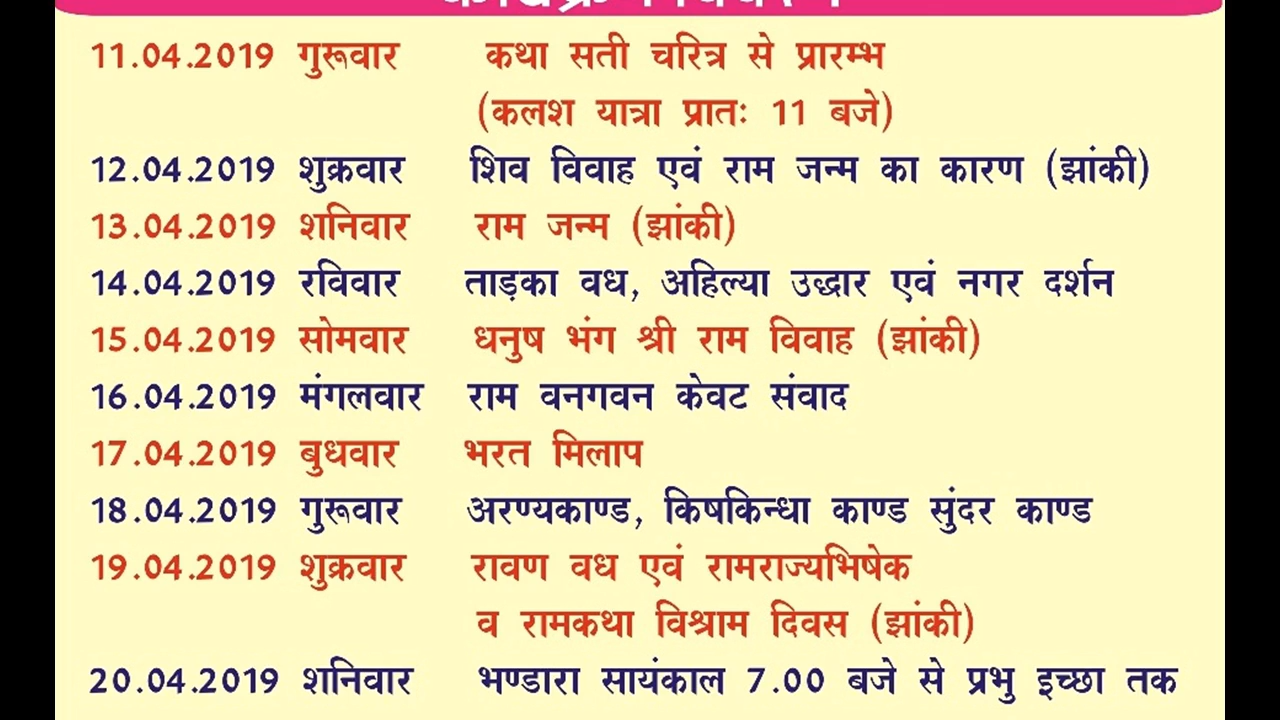 11.04.2019 गुरूवार कथा सती चरित्र से प्रारम्भ
(कलश यात्रा प्रातः 11 बजे)
12.04.2019 शुक्रवार शिव विवाह एवं राम जन्म का कारण (झांकी)
13.04.2019 शनिवार राम जन्म (झांकी)
14.04.2019 रविवार ताड़का वध, अहिल्या उद्धार एवं नगर दर्शन
15.04.2019 सोमवार धनुष भंग श्री राम विवाह (झांकी)
16.04.2019 मंगलवार राम वनगवन केवट संवाद
17.04.2019 बुधवार भरत मिलाप
18.04.2019 गुरूवार अरण्यकाण्ड, किषकिन्धा काण्ड सुंदर काण्ड
19.04.2019 शुक्रवार रावण वध एवं रामराज्यभिषेक
व रामकथा विश्राम दिवस (झांकी)
20.04.2019 शनिवार भण्डारा सायंकाल 7.00 बजे से प्रभु इच्छा तक